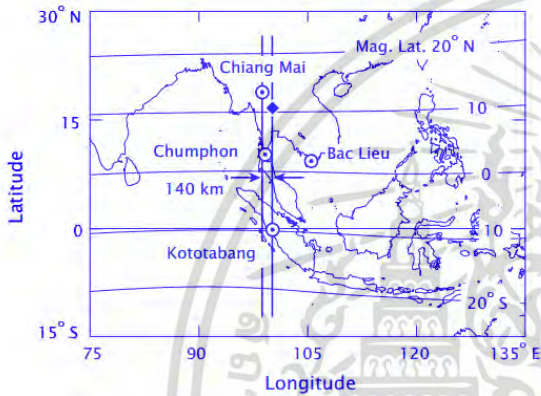 30° N
Mag. Lat. 20° N
Chiang Mai
10
15
Chumphon
Bac Lieu
0
140 km
0
10
Kototabang
20° S
15° S
75
90
105
120
135° E
Latitude
Longitude